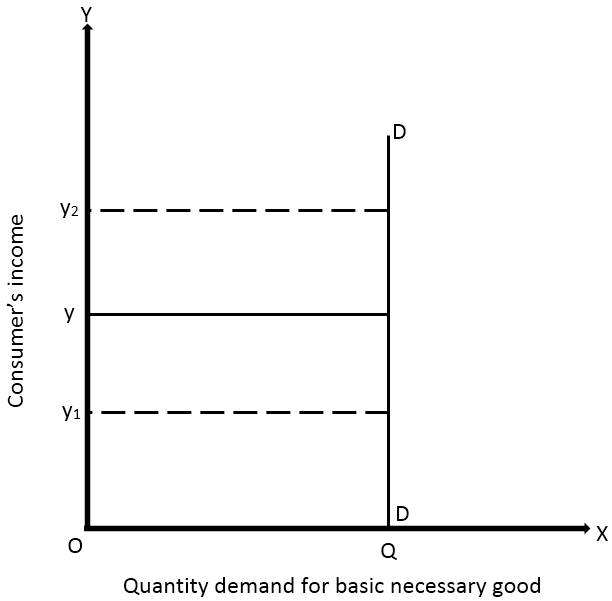 Y
D
y2
Consumer's income
y
y1
D
O
Q
X
Quantity demand for basic necessary good